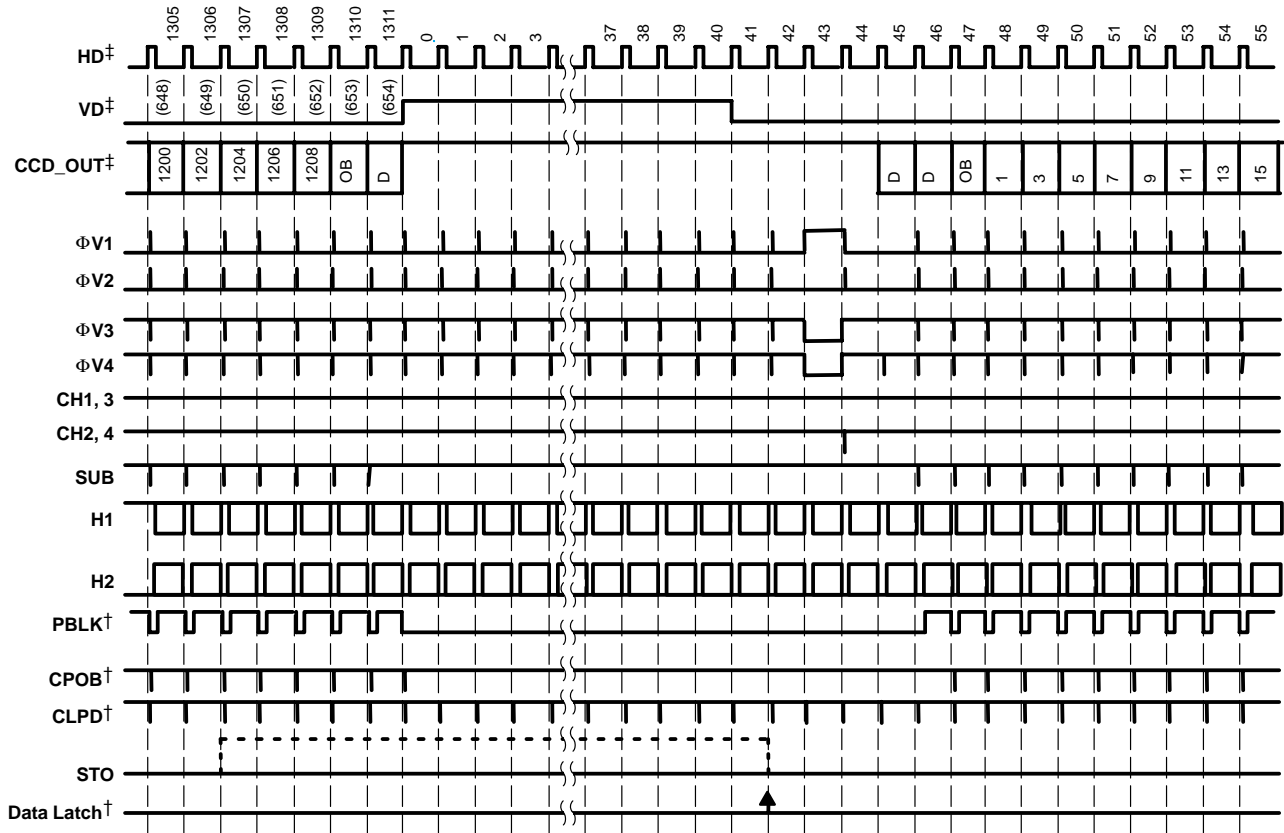 1305 1306 1307 1308 1309 1310 1311 0 1 2 3 37 38 39 40 41 42 43 44 45 46 47 48 49 50 51 52 53 54 55
HD‡
(648) (649) (650) (651) (652) (653) (654)
VD‡
CCD_OUT‡ 1200 1202 1204 1206 1208 OB D D D OB 1 3 5 7 9 11 13 15
ΦV1
ΦV2
ΦV3
ΦV4
CH1, 3
CH2, 4
SUB
H1
H2
PBLK†
CPOB†
CLPD†
STO
Data Latch†